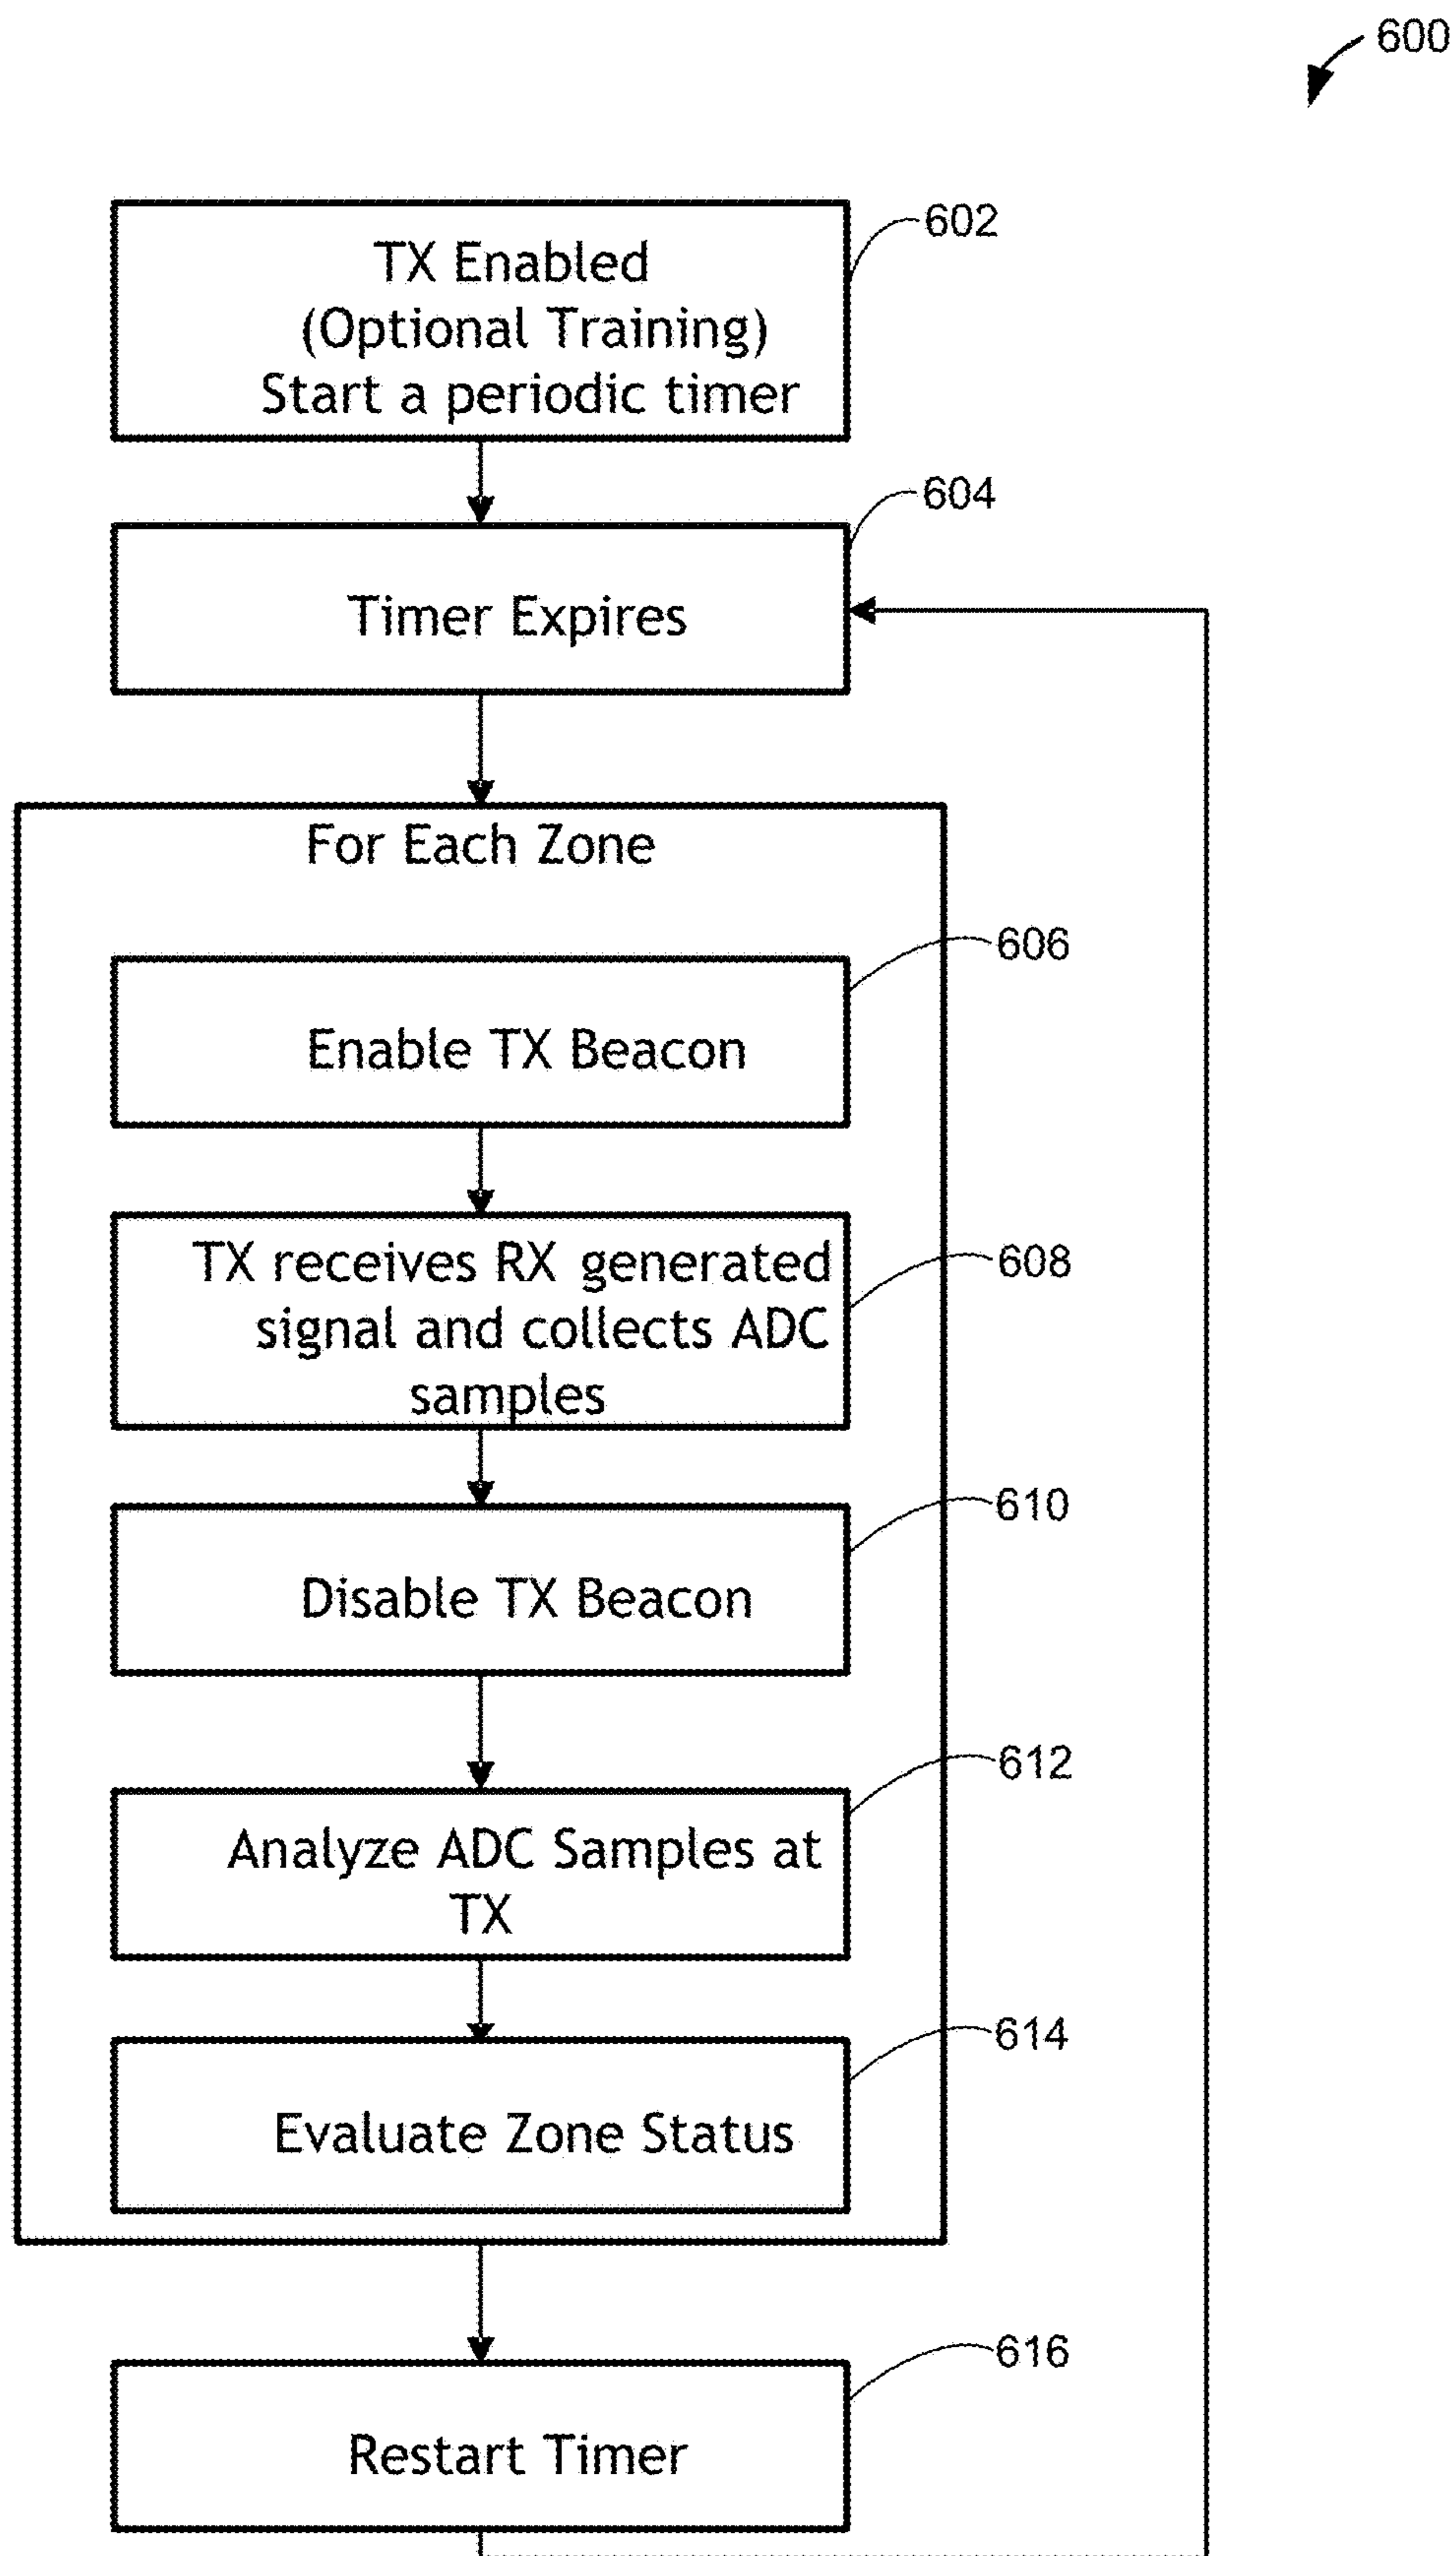 600
TX Enabled
(Optional Training)
Start a periodic timer
602
Timer Expires
604
For Each Zone
606
Enable TX Beacon
TX receives RX generated
signal and collects ADC
samples
608
Disable TX Beacon
610
Analyze ADC Samples at
TX
612
Evaluate Zone Status
614
Restart Timer
616